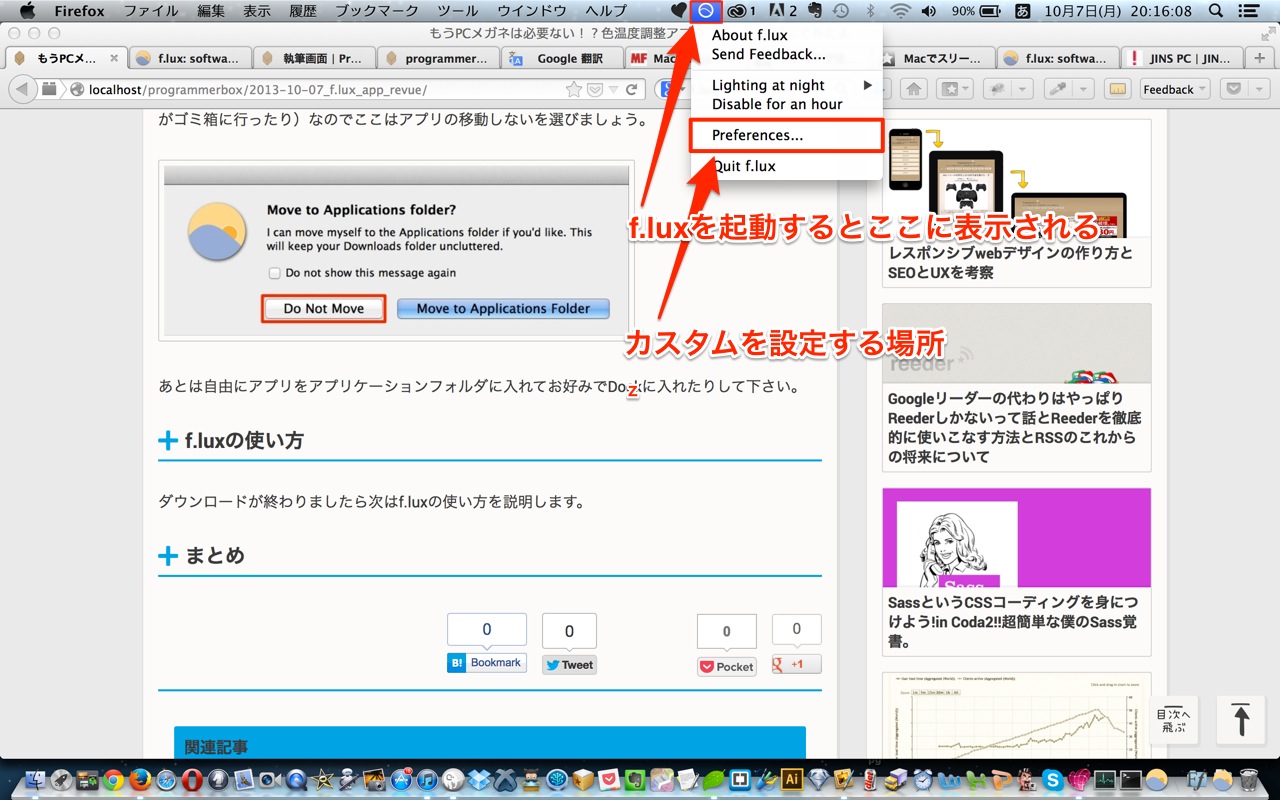 Firefox ファイル 編集 表示 履歴 ブックマーク ツール ウインドウ ヘルプ 1 2 90% あ 10月7日(月) 20:16:08
もうPCメガネは必要ない！？色温度調整アプ
もうPCメ... f.lux: softwa... 執筆画面 | Pr... programmer... Google 翻訳 MF Mac Macでスリー... f.lux: softwa... JINS PC | JIN...
localhost/programmerbox/2013-10-07_f.lux_app_revue/ Feedback
About f.lux
Send Feedback...
Lighting at night
Disable for an hour
Preferences...
Quit f.lux
がゴミ箱に行ったり）なのでここはアプリの移動しないを選びましょう。
Move to Applications folder?
I can move myself to the Applications folder if you'd like. This
will keep your Downloads folder uncluttered.
Do not show this message again
Do Not Move Move to Applications Folder
f.luxを起動するとここに表示される
カスタムを設定する場所
あとは自由にアプリをアプリケーションフォルダに入れてお好みでDo に入れたりして下さい。
z
f.luxの使い方
ダウンロードが終わりましたら次はf.luxの使い方を説明します。
まとめ
0 0 0 0
B! Bookmark Tweet Pocket +1
関連記事
レスポンシブwebデザインの作り方と
SEOとUXを考察
reeder
Googleリーダーの代わりはやっぱり
Reederしかないって話とReederを徹底
的に使いこなす方法とRSSのこれから
の将来について
Sass
SassというCSSコーディングを身につ
けよう!in Coda2!!超簡単な僕のSass覚
書。
目次へ
飛ぶ
Ai